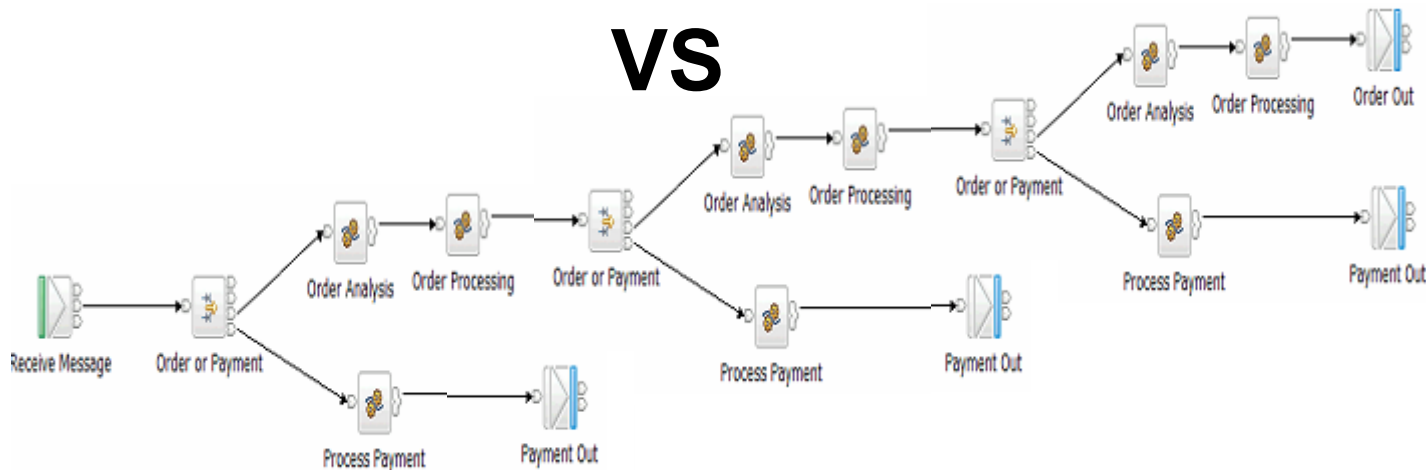 VS
Order Analysis
Order Processing
Order Out
Order Analysis
Order Processing
Order or Payment
Order Analysis
Order Processing
Order or Payment
Process Payment
Payment Out
Receive Message
Order or Payment
Process Payment
Payment Out
Process Payment
Payment Out